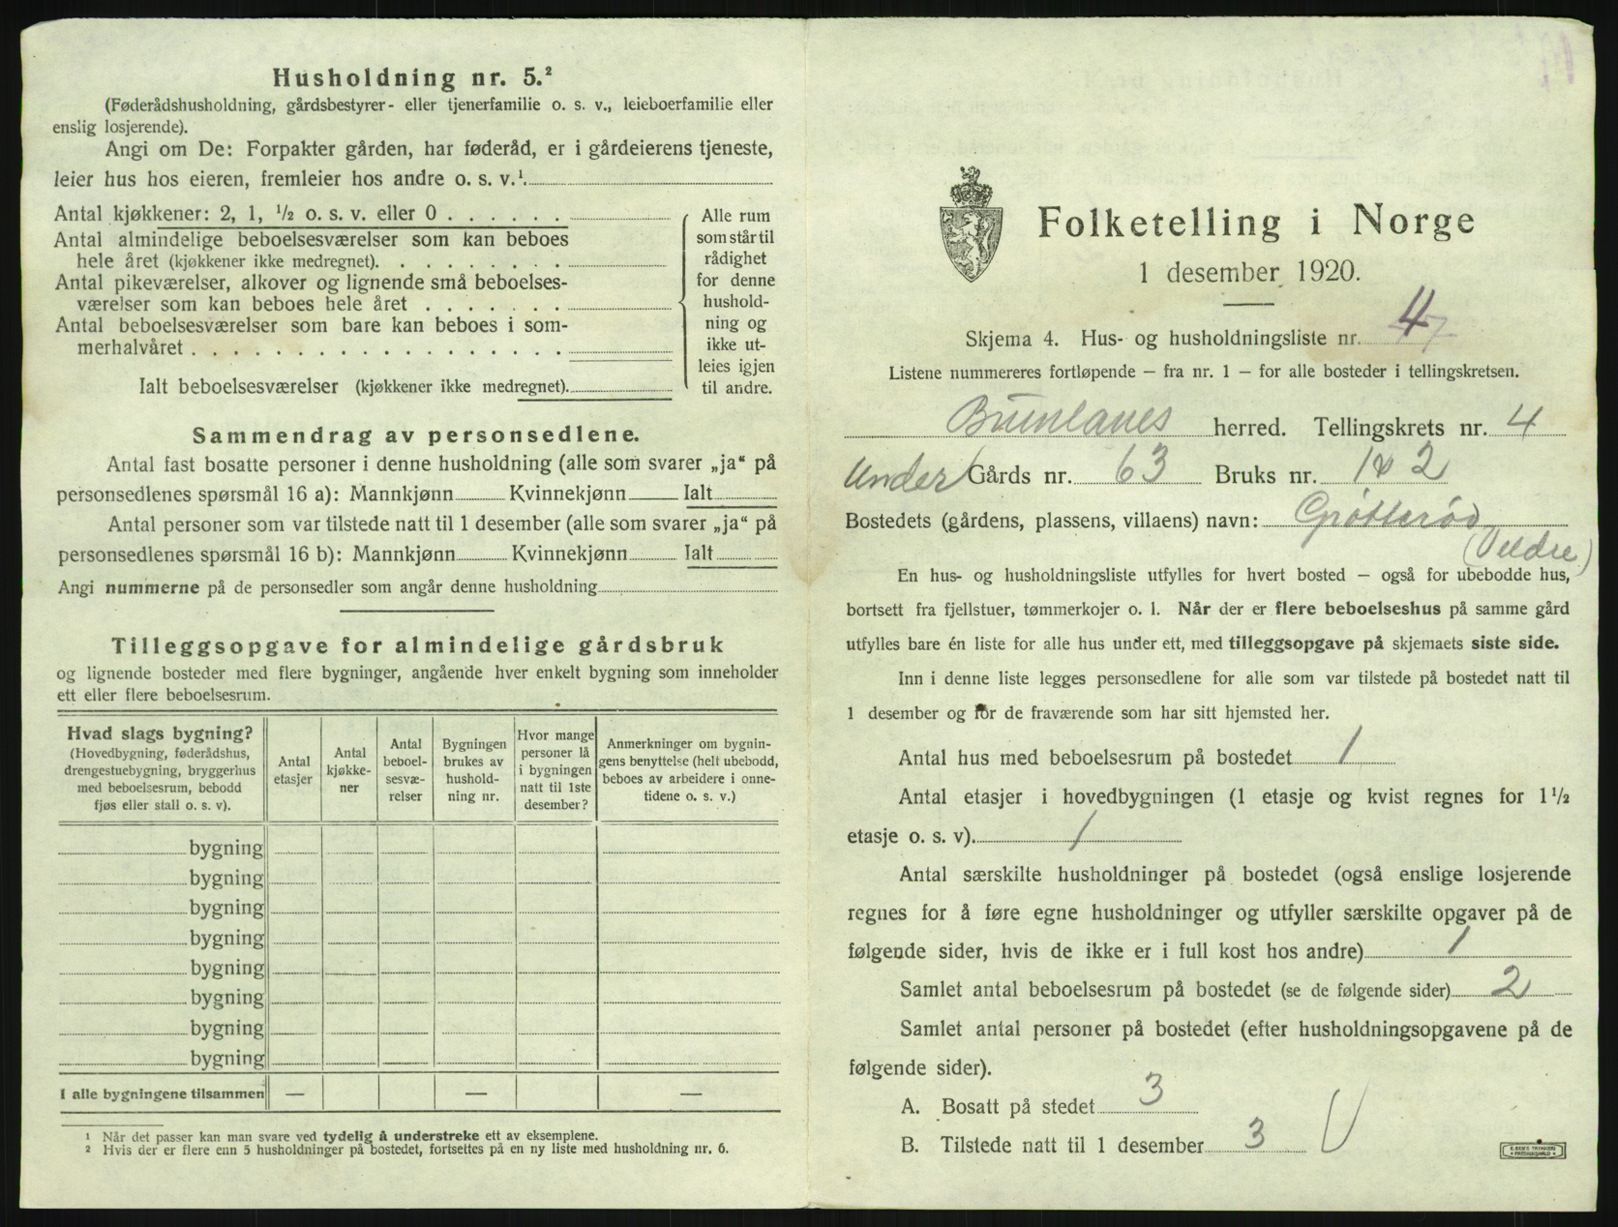 Husholdning nr. 5.²
(Føderådshusholdning, gårdsbestyrer- eller tjenerfamilie o. s. v., leieboerfamilie eller
enslig losjerende).
Angi om De: Forpakter gården, har føderåd, er i gårdeierens tjeneste,
leier hus hos eieren, fremleier hos andre o. s. v.¹.
Antal kjøkkener: 2, 1, ½ o. s. v. eller 0 . . . . . .
Antal almindelige beboelsesværelser som kan beboes
hele året (kjøkkener ikke medregnet). . . . . . . . .
Antal pikeværelser, alkover og lignende små beboelses-
værelser som kan beboes hele året . . . . . . .
Antal beboelsesværelser som bare kan beboes i som-
merhalvåret . . . . . . . . . . . . . . . . . .
Ialt beboelsesværelser (kjøkkener ikke medregnet).
Alle rum
som står til
rådighet
for denne
hushold-
ning og
ikke ut-
leies igjen
til andre.
Sammendrag av personsedlene.
Antal fast bosatte personer i denne husholdning (alle som svarer „ja“ på
personsedlenes spørsmål 16 a): Mannkjønn Kvinnekjønn Ialt
Antal personer som var tilstede natt til 1 desember (alle som svarer „ja“ på
personsedlenes spørsmål 16 b): Mannkjønn Kvinnekjønn Ialt
Angi nummerne på de personsedler som angår denne husholdning
Tilleggsopgave for almindelige gårdsbruk
og lignende bosteder med flere bygninger, angående hver enkelt bygning som inneholder
ett eller flere beboelsesrum.
Hvad slags bygning?
(Hovedbygning, føderådshus,
drengestuebygning, bryggerhus
med beboelsesrum, bebodd
fjøs eller stall o. s. v).
Antal
etasjer
Antal
kjøkke-
ner
Antal
beboel-
sesvæ-
relser
Bygningen
brukes av
hushold-
ning nr.
Hvor mange
personer lå
i bygningen
natt til 1ste
desember?
Anmerkninger om bygnin-
gens benyttelse (helt ubebodd,
beboes av arbeidere i onne-
tidene o. s. v.)
bygning
bygning
bygning
bygning
bygning
bygning
bygning
bygning
I alle bygningene tilsammen — — —
¹ Når det passer kan man svare ved tydelig å understreke ett av eksemplene.
² Hvis der er flere enn 5 husholdninger på bostedet, fortsettes på en ny liste med husholdning nr. 6.
Folketelling i Norge
1 desember 1920.
Skjema 4. Hus- og husholdningsliste nr. 4
Listene nummereres fortløpende — fra nr. 1 — for alle bosteder i tellingskretsen.
Brunlanes herred. Tellingskrets nr. 4
Under Gårds nr. 63 Bruks nr. 1 & 2
Bostedets (gårdens, plassens, villaens) navn: Grøtterød
(Veldre)
En hus- og husholdningsliste utfylles for hvert bosted — også for ubebodde hus,
bortsett fra fjellstuer, tømmerkojer o. l. Når der er flere beboelseshus på samme gård
utfylles bare én liste for alle hus under ett, med tilleggsopgave på skjemaets siste side.
Inn i denne liste legges personsedlene for alle som var tilstede på bostedet natt til
1 desember og for de fraværende som har sitt hjemsted her.
Antal hus med beboelsesrum på bostedet 1
Antal etasjer i hovedbygningen (1 etasje og kvist regnes for 1½
etasje o. s. v). 1
Antal særskilte husholdninger på bostedet (også enslige losjerende
regnes for å føre egne husholdninger og utfyller særskilte opgaver på de
følgende sider, hvis de ikke er i full kost hos andre) 1
Samlet antal beboelsesrum på bostedet (se de følgende sider) 2
Samlet antal personer på bostedet (efter husholdningsopgavene på de
følgende sider).
A. Bosatt på stedet 3
B. Tilstede natt til 1 desember 3